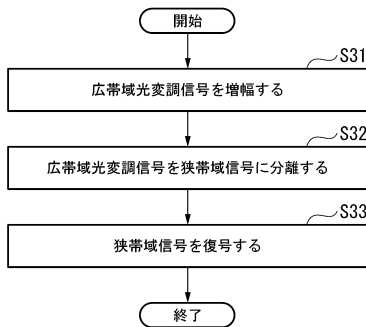 開始
S31
広帯域光変調信号を増幅する
S32
広帯域光変調信号を狭帯域信号に分離する
S33
狭帯域信号を復号する
終了